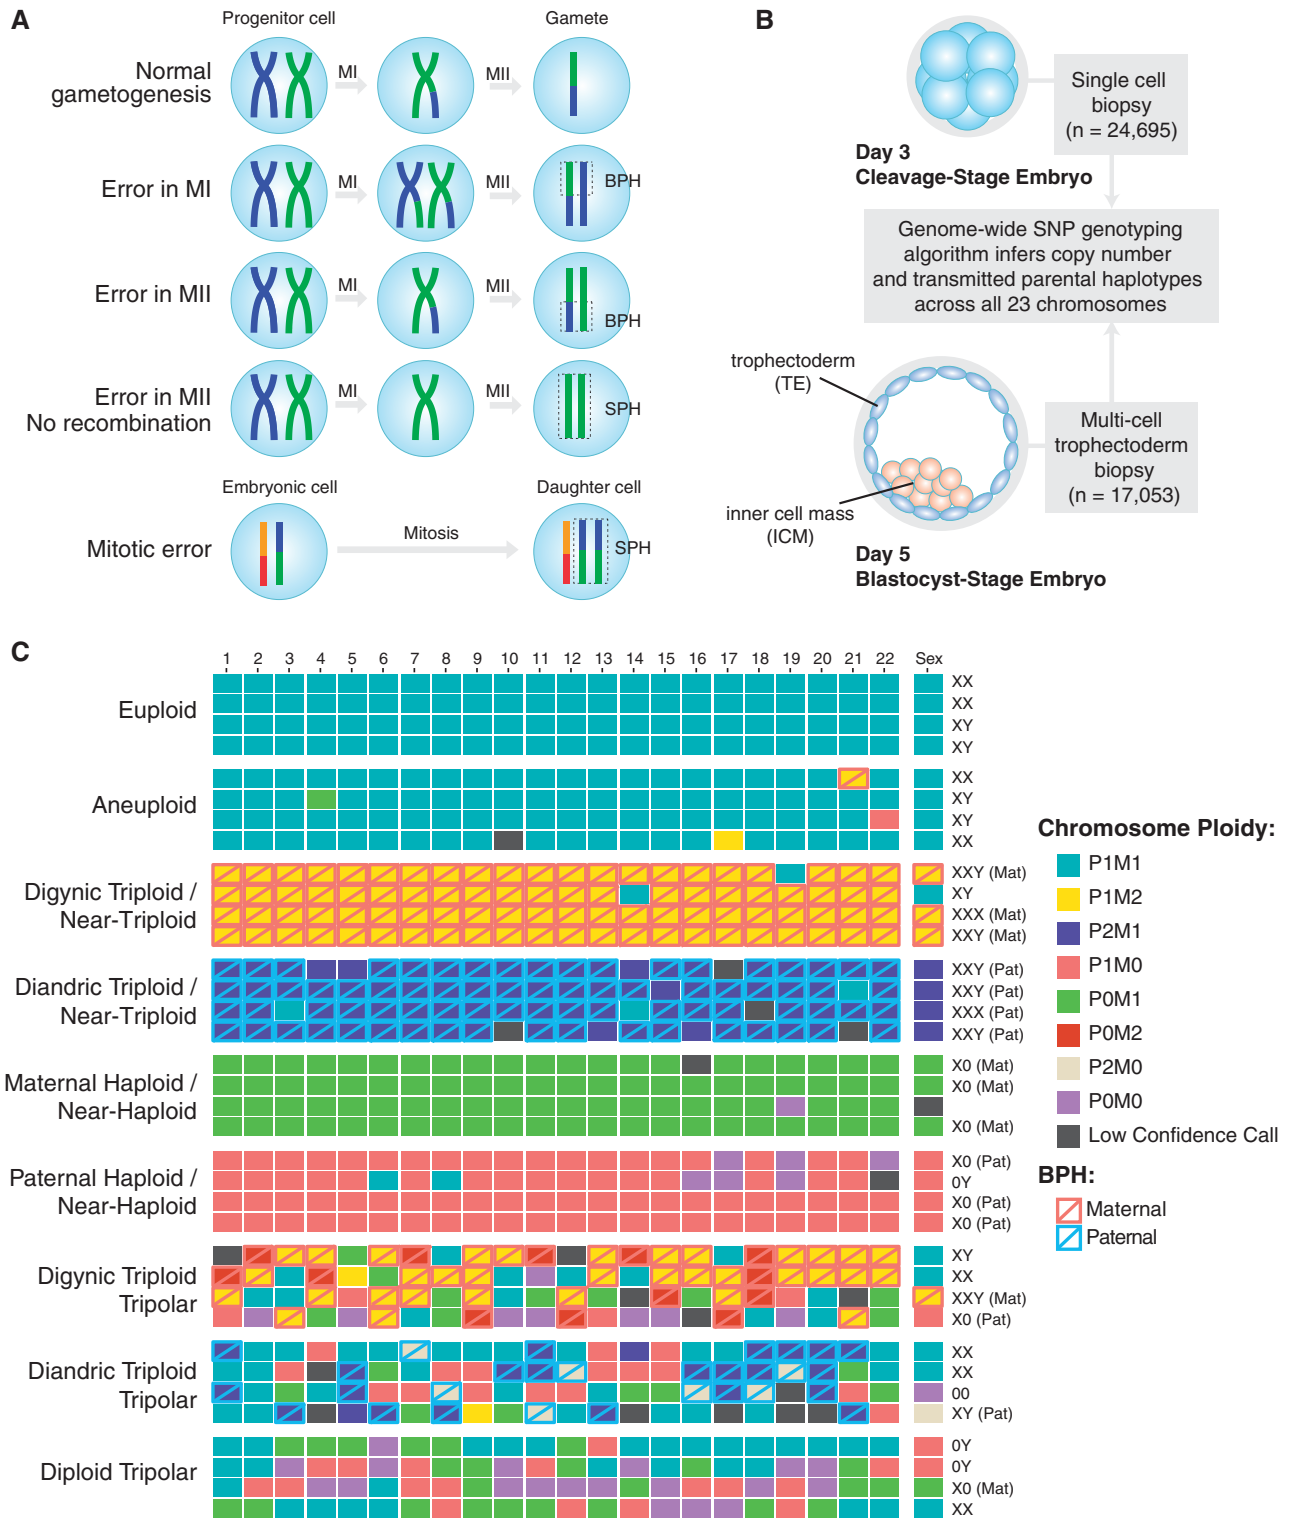 A
Progenitor cell
Gamete
Normal
gametogenesis
MI
MII
Error in MI
MI
MII
BPH
Error in MII
MI
MII
BPH
Error in MII
No recombination
MI
MII
SPH
Embryonic cell
Daughter cell
Mitotic error
Mitosis
SPH
B
Single cell
biopsy
(n = 24,695)
Day 3
Cleavage-Stage Embryo
Genome-wide SNP genotyping
algorithm infers copy number
and transmitted parental haplotypes
across all 23 chromosomes
trophectoderm
(TE)
Multi-cell
trophectoderm
biopsy
(n = 17,053)
inner cell mass
(ICM)
Day 5
Blastocyst-Stage Embryo
C
1 2 3 4 5 6 7 8 9 10 11 12 13 14 15 16 17 18 19 20 21 22 Sex
Euploid
XX
XX
XY
XY
Aneuploid
XX
XY
XY
XX
Digynic Triploid /
Near-Triploid
XXY (Mat)
XY
XXX (Mat)
XXY (Mat)
Diandric Triploid /
Near-Triploid
XXY (Pat)
XXY (Pat)
XXX (Pat)
XXY (Pat)
Maternal Haploid /
Near-Haploid
X0 (Mat)
X0 (Mat)
X0 (Mat)
Paternal Haploid /
Near-Haploid
X0 (Pat)
0Y
X0 (Pat)
X0 (Pat)
Digynic Triploid
Tripolar
XY
XX
XXY (Mat)
X0 (Pat)
Diandric Triploid
Tripolar
XX
XX
00
XY (Pat)
Diploid Tripolar
0Y
0Y
X0 (Mat)
XX
Chromosome Ploidy:
P1M1
P1M2
P2M1
P1M0
P0M1
P0M2
P2M0
P0M0
Low Confidence Call
BPH:
Maternal
Paternal